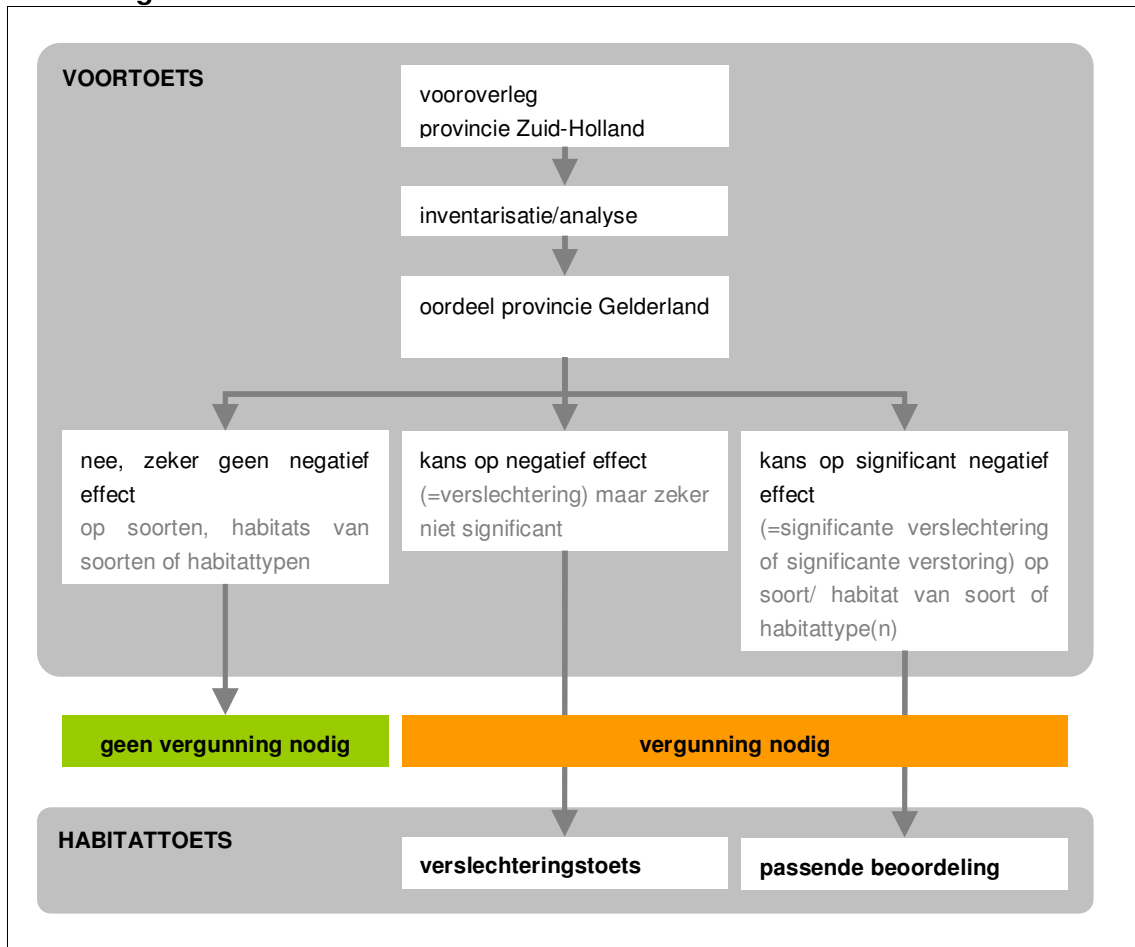 VOORTOETS
vooroverleg
provincie Zuid-Holland
inventarisatie/analyse
oordeel provincie Gelderland
nee, zeker geen negatief
effect
op soorten, habitats van
soorten of habitattypen
kans op negatief effect
(=verslechtering) maar zeker
niet significant
kans op significant negatief
effect
(=significante verslechtering
of significante verstoring) op
soort/ habitat van soort of
habitattype(n)
geen vergunning nodig
vergunning nodig
HABITATTOETS
verslechteringstoets
passende beoordeling